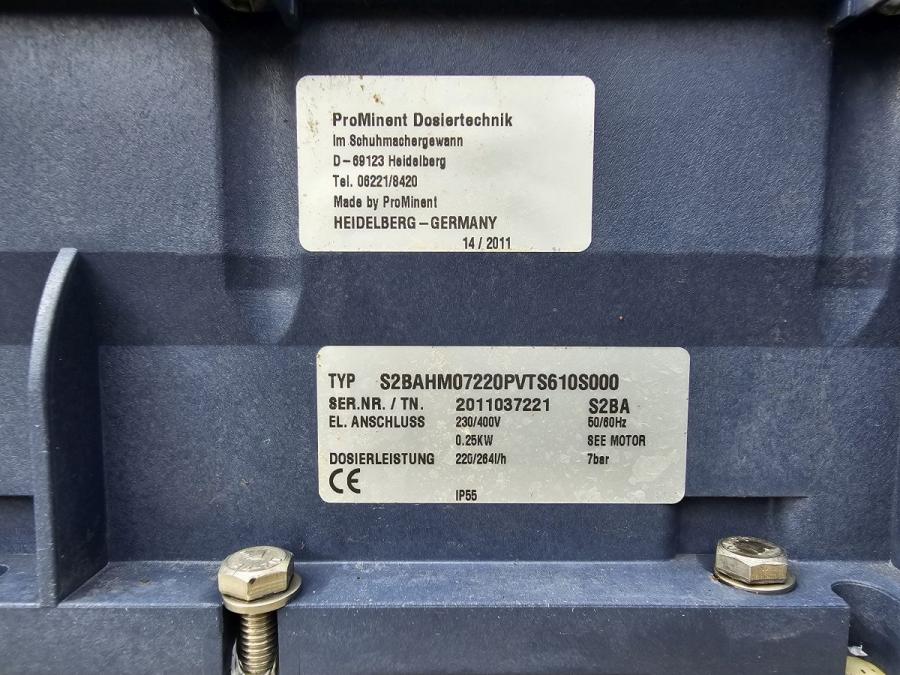 ProMinent Dosiertechnik
Im Schuhmachergewann
D-69123 Heidelberg
Tel. 06221/8420
Made by ProMinent
HEIDELBERG-GERMANY
14 / 2011
TYP S2BAHM07220PVTS610S000
SER.NR. / TN. 2011037221 S2BA
EL. ANSCHLUSS 230/400V 50/60Hz
0.25KW SEE MOTOR
DOSIERLEISTUNG 220/264l/h 7bar
CE
IP55